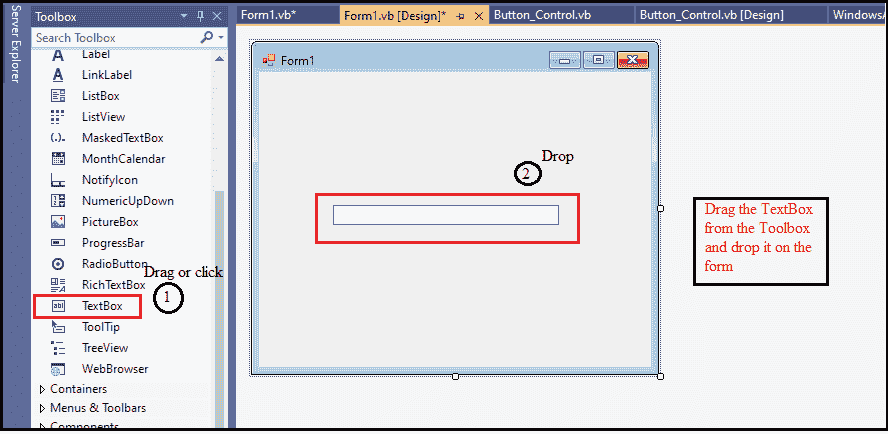 Server Explorer
Toolbox
Search Toolbox
Label
LinkLabel
ListBox
ListView
MaskedTextBox
MonthCalendar
NotifyIcon
NumericUpDown
PictureBox
ProgressBar
RadioButton
RichTextBox
TextBox
ToolTip
TreeView
WebBrowser
Containers
Menus & Toolbars
Components
Drag or click
1
Form1.vb*
Form1.vb [Design]*
Button_Control.vb
Button_Control.vb [Design]
Form1
Drop
2
Drag the TextBox
from the Toolbox
and drop it on the
form